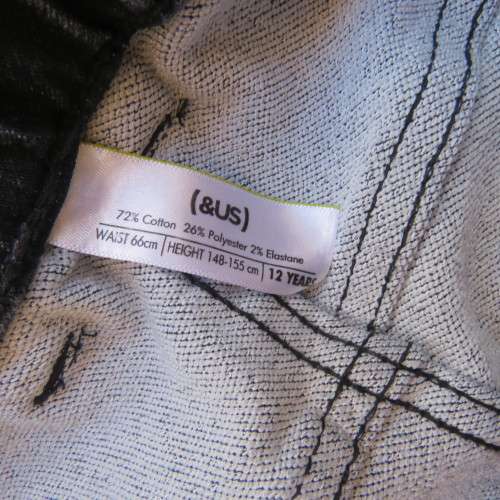 (&US)
72% Cotton 26% Polyester 2% Elastane
WAIST 66cm | HEIGHT 148-155 cm | 12 YEARS